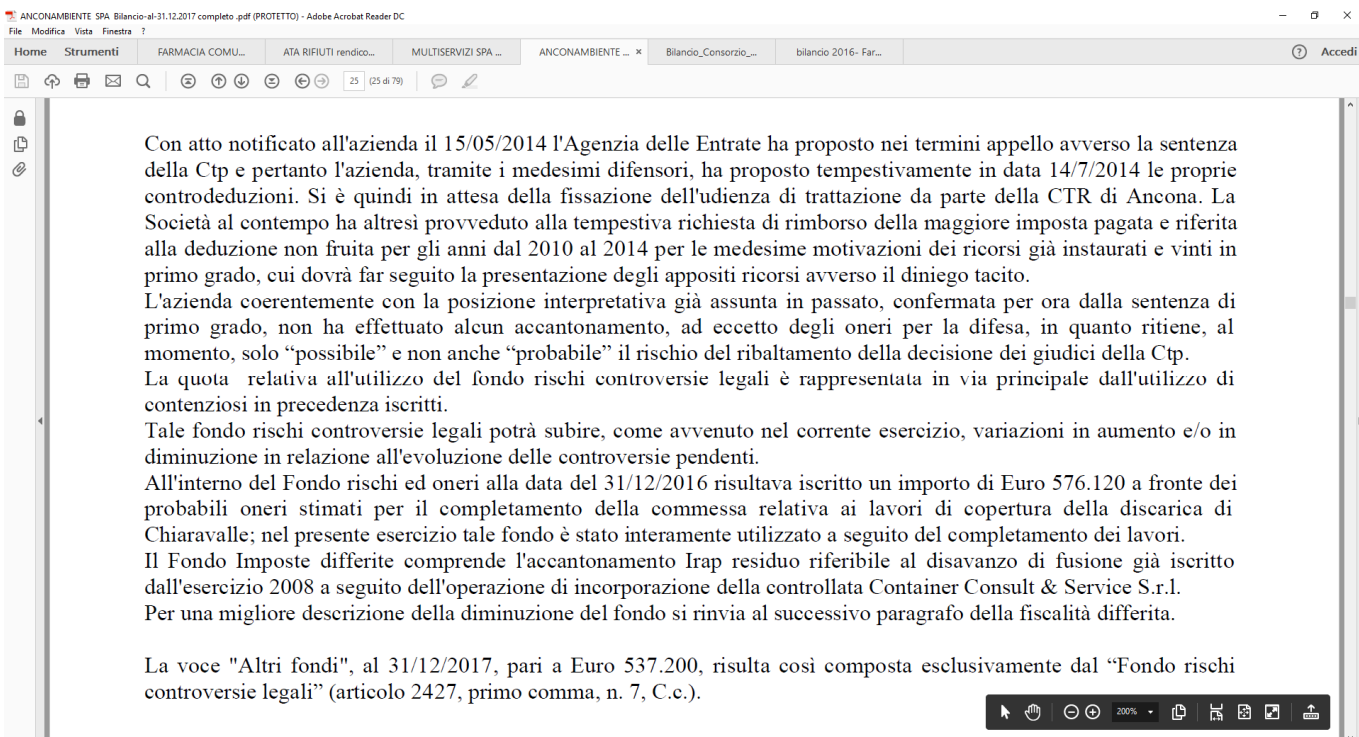 ANCONAMBIENTE SPA Bilancio-al-31.12.2017 completo .pdf (PROTETTO) - Adobe Acrobat Reader DC
File Modifica Vista Finestra ?
Home Strumenti FARMACIA COMU... ATA RIFIUTI rendico... MULTISERVIZI SPA ... ANCONAMBIENTE ... × Bilancio_Consorzio_... bilancio 2016- Far... ? Accedi
25 (25 di 79)
Con atto notificato all'azienda il 15/05/2014 l'Agenzia delle Entrate ha proposto nei termini appello avverso la sentenza
della Ctp e pertanto l'azienda, tramite i medesimi difensori, ha proposto tempestivamente in data 14/7/2014 le proprie
controdeduzioni. Si è quindi in attesa della fissazione dell'udienza di trattazione da parte della CTR di Ancona. La
Società al contempo ha altresì provveduto alla tempestiva richiesta di rimborso della maggiore imposta pagata e riferita
alla deduzione non fruita per gli anni dal 2010 al 2014 per le medesime motivazioni dei ricorsi già instaurati e vinti in
primo grado, cui dovrà far seguito la presentazione degli appositi ricorsi avverso il diniego tacito.
L'azienda coerentemente con la posizione interpretativa già assunta in passato, confermata per ora dalla sentenza di
primo grado, non ha effettuato alcun accantonamento, ad eccetto degli oneri per la difesa, in quanto ritiene, al
momento, solo “possibile” e non anche “probabile” il rischio del ribaltamento della decisione dei giudici della Ctp.
La quota relativa all'utilizzo del fondo rischi controversie legali è rappresentata in via principale dall'utilizzo di
contenziosi in precedenza iscritti.
Tale fondo rischi controversie legali potrà subire, come avvenuto nel corrente esercizio, variazioni in aumento e/o in
diminuzione in relazione all'evoluzione delle controversie pendenti.
All'interno del Fondo rischi ed oneri alla data del 31/12/2016 risultava iscritto un importo di Euro 576.120 a fronte dei
probabili oneri stimati per il completamento della commessa relativa ai lavori di copertura della discarica di
Chiaravalle; nel presente esercizio tale fondo è stato interamente utilizzato a seguito del completamento dei lavori.
Il Fondo Imposte differite comprende l'accantonamento Irap residuo riferibile al disavanzo di fusione già iscritto
dall'esercizio 2008 a seguito dell'operazione di incorporazione della controllata Container Consult & Service S.r.l.
Per una migliore descrizione della diminuzione del fondo si rinvia al successivo paragrafo della fiscalità differita.
La voce "Altri fondi", al 31/12/2017, pari a Euro 537.200, risulta così composta esclusivamente dal “Fondo rischi
controversie legali” (articolo 2427, primo comma, n. 7, C.c.).
200%